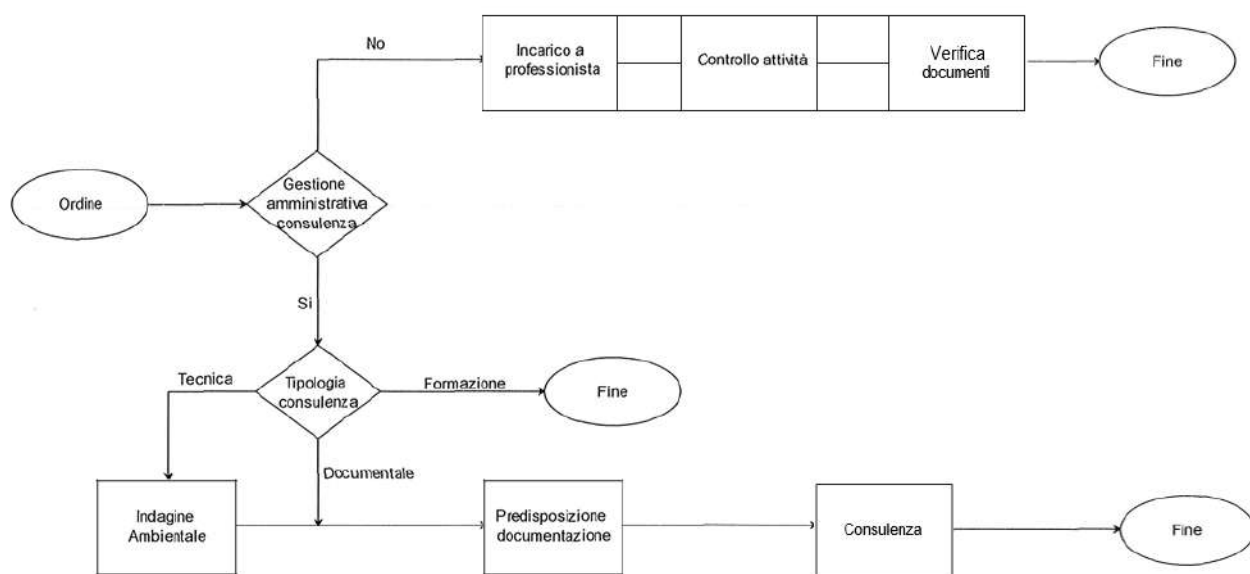 No
Incarico a
professionista
Controllo attività
Verifica
documenti
Fine
Ordine
Gestione
amministrativa
consulenza
Sì
Tecnica
Tipologia
consulenza
Formazione
Fine
Documentale
Indagine
Ambientale
Predisposizione
documentazione
Consulenza
Fine